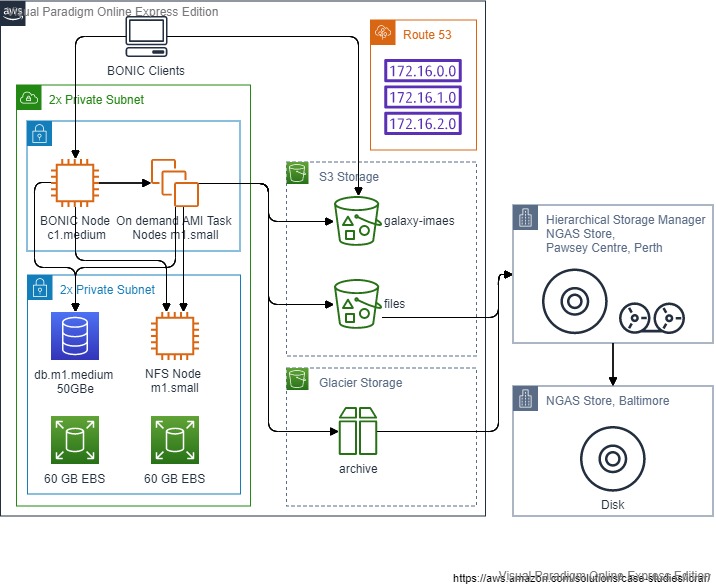 aws
Visual Paradigm Online Express Edition
BONIC Clients
Route 53
172.16.0.0
172.16.1.0
172.16.2.0
2x Private Subnet
BONIC Node
c1.medium
On demand AMI Task
Nodes m1.small
S3 Storage
galaxy-imaes
files
Hierarchical Storage Manager
NGAS Store,
Pawsey Centre, Perth
2x Private Subnet
db.m1.medium
50GBe
NFS Node
m1.small
Glacier Storage
archive
NGAS Store, Baltimore
Disk
60 GB EBS
60 GB EBS
Visual Paradigm Online Express Edition
https://aws.amazon.com/solutions/case-studies/icrar/